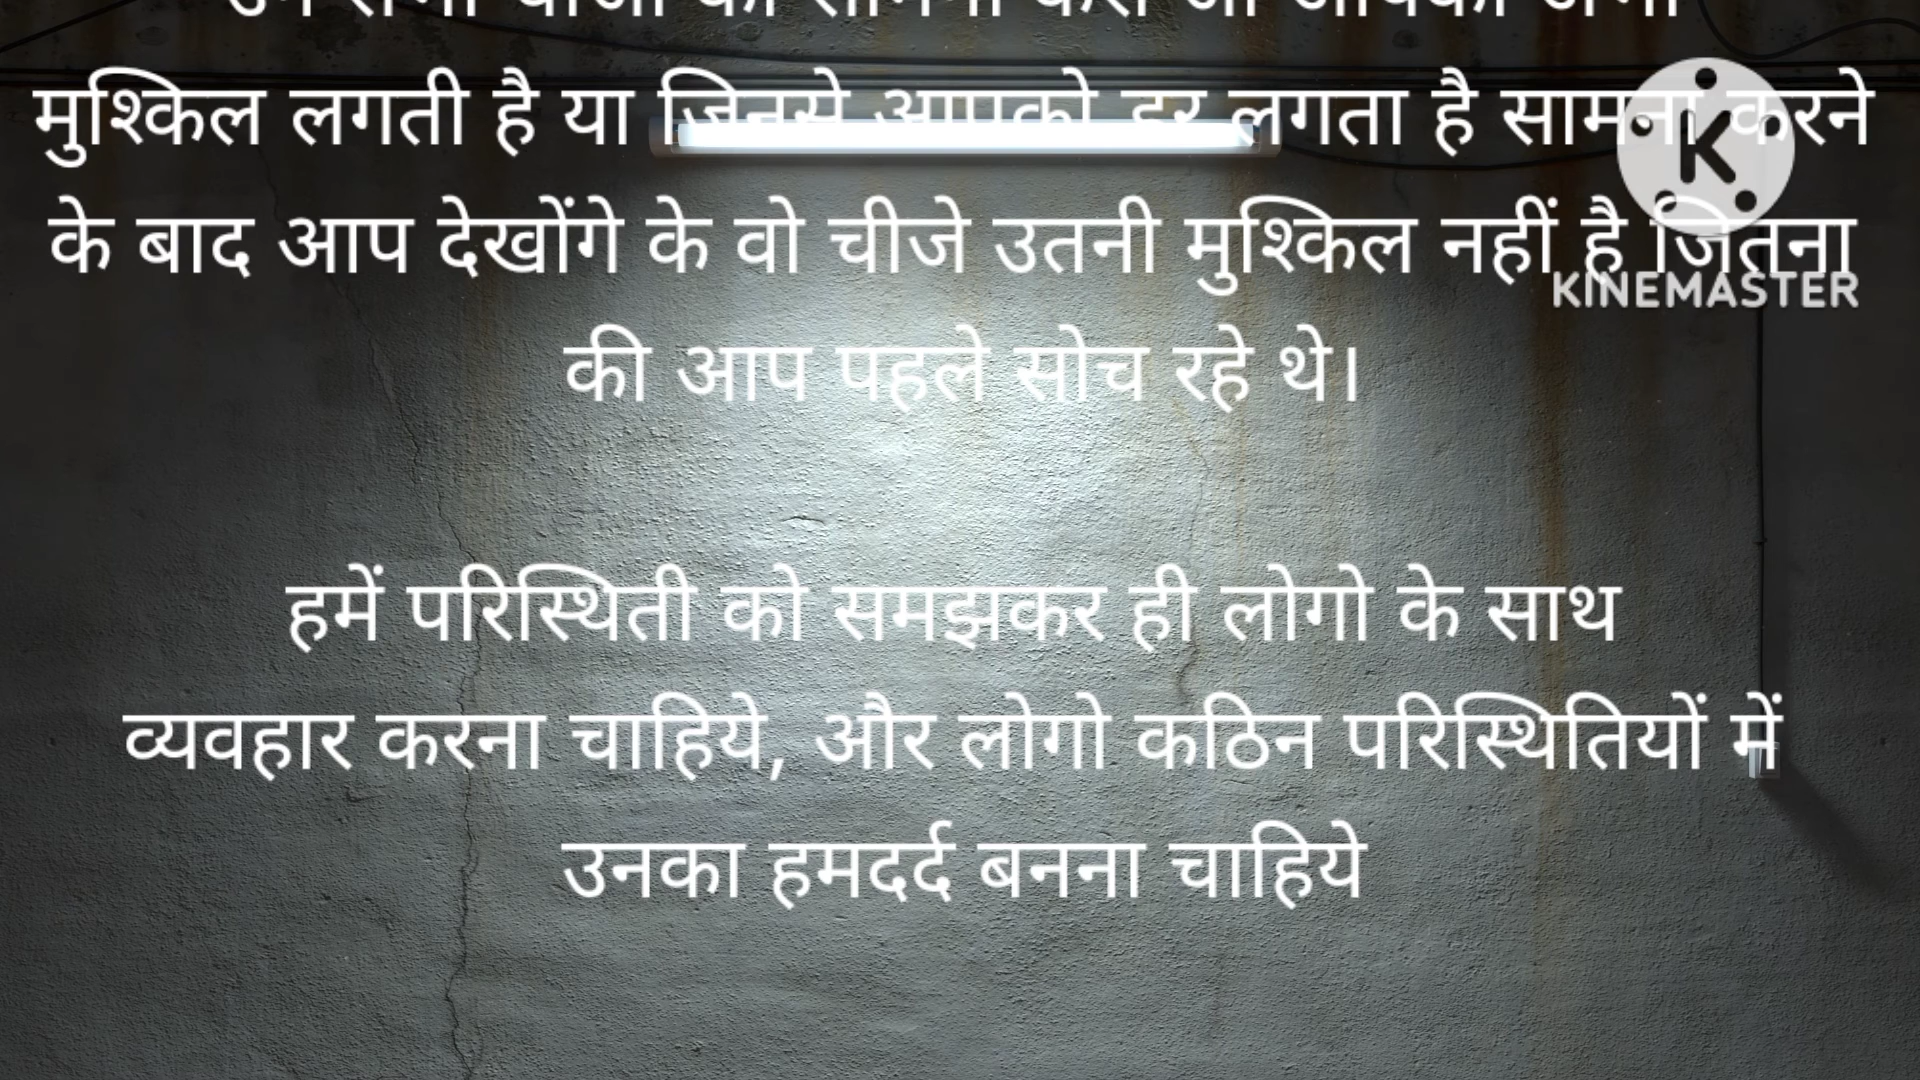 मुश्किल लगती है या जिनसे आपको डर लगता है सामना करने
के बाद आप देखोंगे के वो चीजे उतनी मुश्किल नहीं है जितना
KINEMASTER
की आप पहले सोच रहे थे।
हमें परिस्थिती को समझकर ही लोगो के साथ
व्यवहार करना चाहिये, और लोगो कठिन परिस्थितियों में
उनका हमदर्द बनना चाहिये